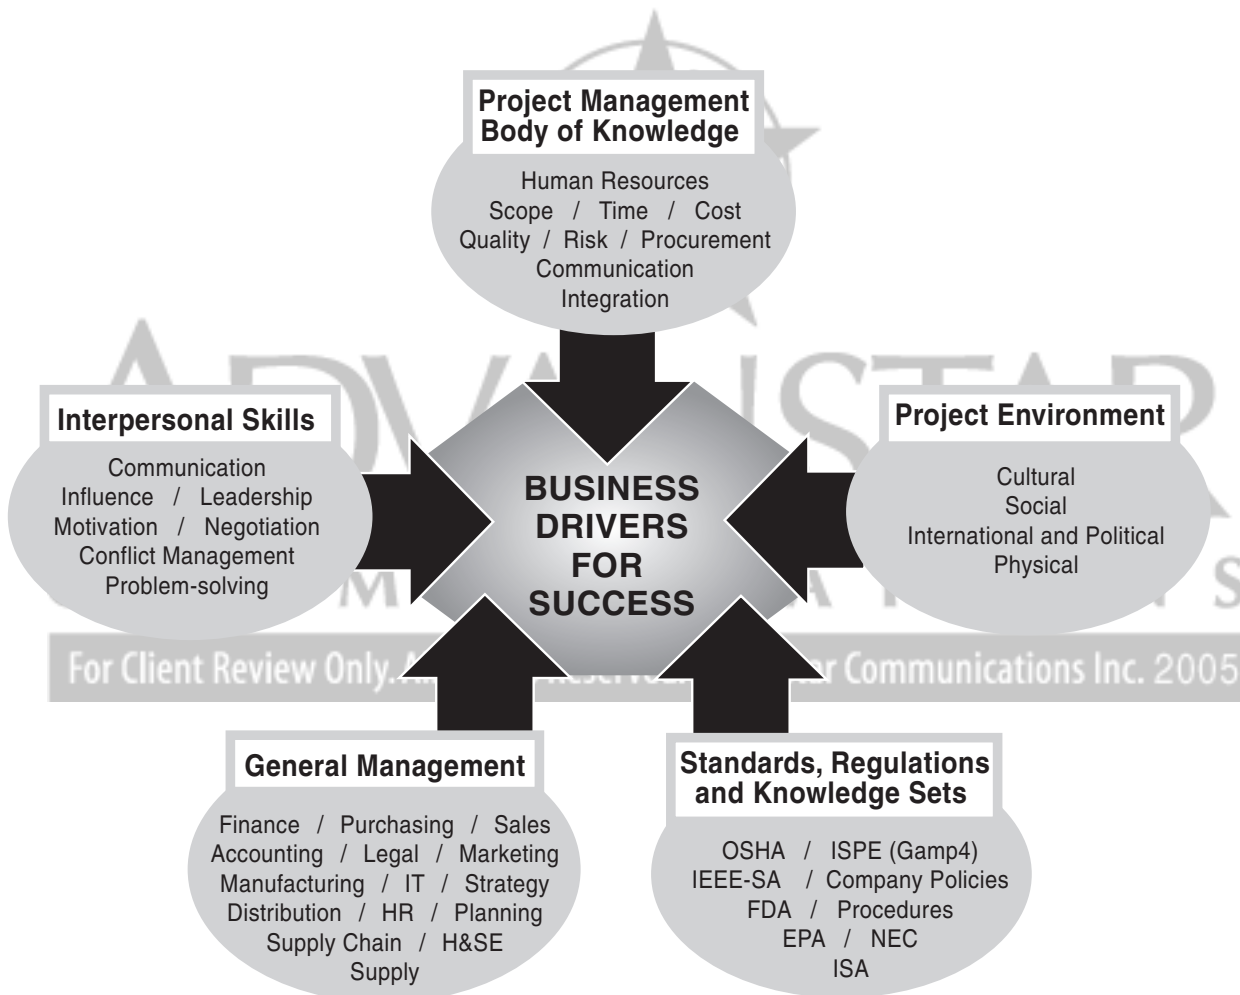 Project Management
Body of Knowledge
Human Resources
Scope / Time / Cost
Quality / Risk / Procurement
Communication
Integration
Interpersonal Skills
Communication
Influence / Leadership
Motivation / Negotiation
Conflict Management
Problem-solving
BUSINESS
DRIVERS
FOR
SUCCESS
Project Environment
Cultural
Social
International and Political
Physical
For Client Review Only. Communications Inc. 2005
General Management
Finance / Purchasing / Sales
Accounting / Legal / Marketing
Manufacturing / IT / Strategy
Distribution / HR / Planning
Supply Chain / H&SE
Supply
Standards, Regulations
and Knowledge Sets
OSHA / ISPE (Gamp4)
IEEE-SA / Company Policies
FDA / Procedures
EPA / NEC
ISA